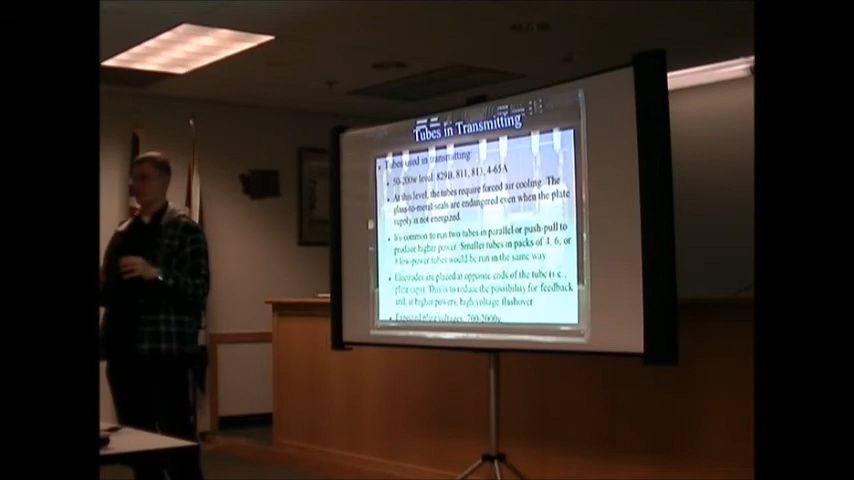 Tubes in Transmitting
Tubes used in transmitting:
50-200w level: 829B, 811, 813, 4-65A
At this level, the tubes require forced air cooling. The
glass-to-metal seals are endangered even when the plate
supply is not energized.
It's common to run two tubes in parallel or push-pull to
produce higher power. Smaller tubes in packs of 4, 6, or
8 low-power tubes would be run in the same way
Electrodes are placed at opposite ends of the tube (i.e.,
plate caps). This is to reduce the possibility for feedback
and, at higher powers, high voltage flashover
Expected plate voltages, 700-2000v